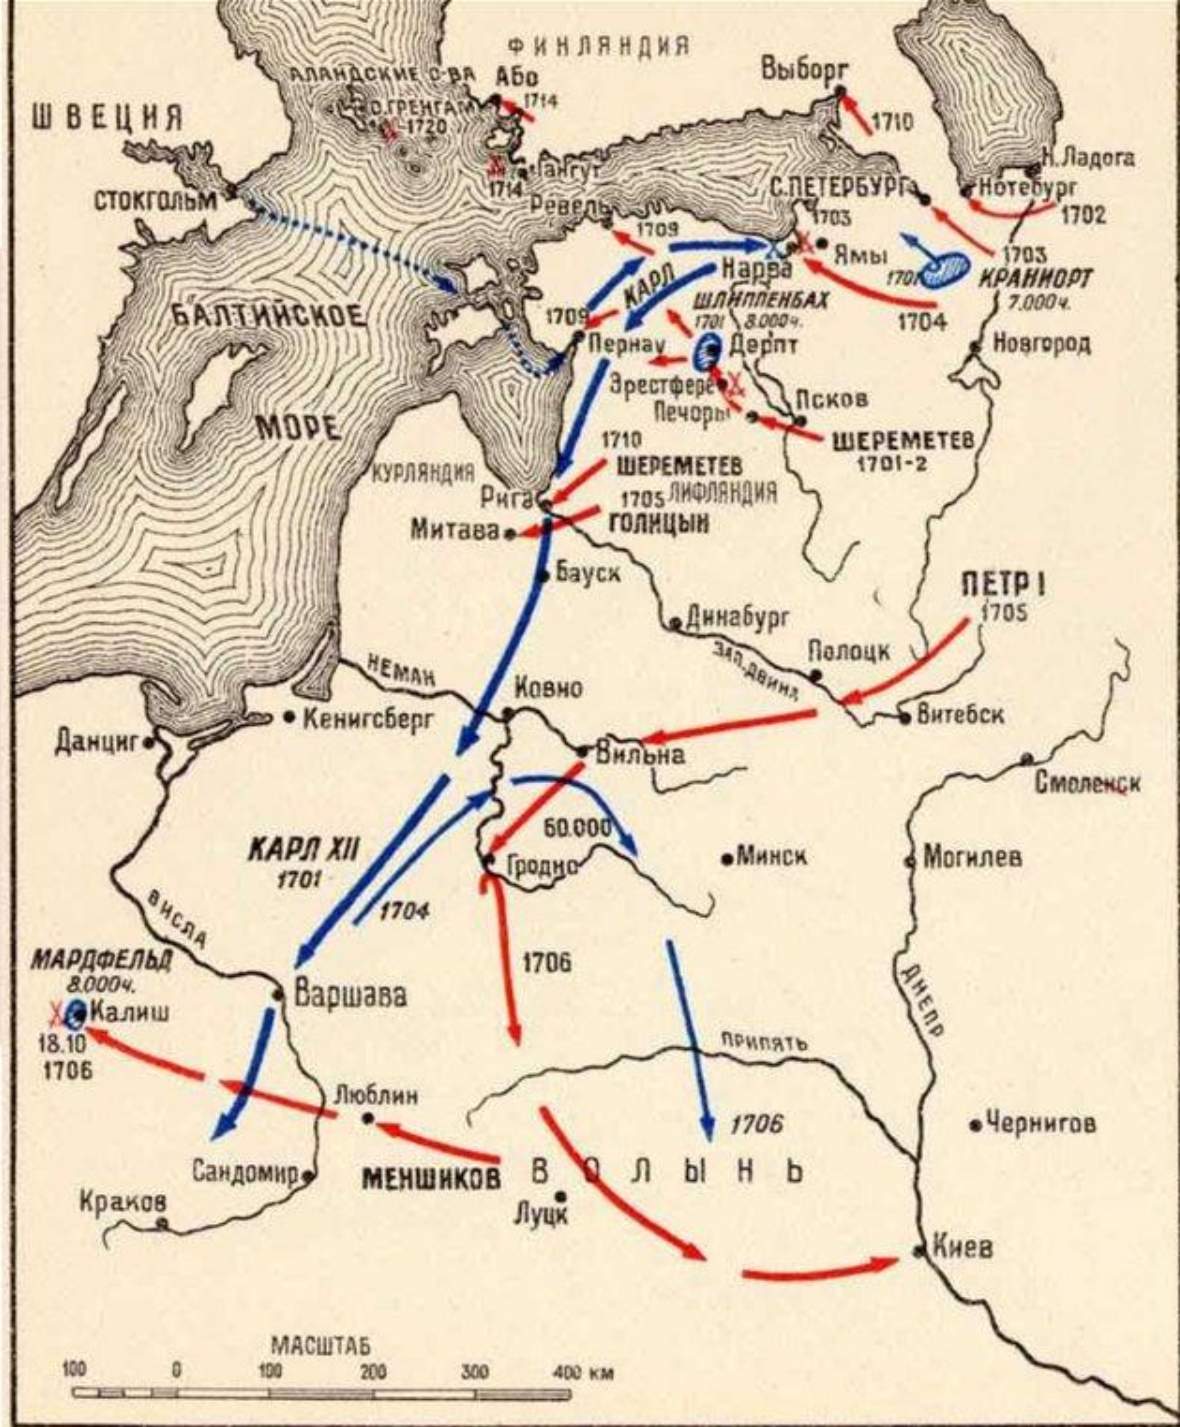 ФИНЛЯНДИЯ
АЛАНДСКИЕ О-ВА
Або
1714
Выборг
1710
О.ГРЕНГАМ
1720
ШВЕЦИЯ
Н.Ладога
Гангут
1714
СТОКГОЛЬМ
С.ПЕТЕРБУРГ
Нотебург
1702
Ревель
1709
1703
Нарва
Ямы
1703
1701
КРАНИОРТ
7.000ч.
КАРЛ
ШЛИППЕНБАХ
1701 8.000ч.
1704
БАЛТИЙСКОЕ
МОРЕ
1709
Пернау
Дерпт
Новгород
Эрестфере
Печоры
Псков
ШЕРЕМЕТЕВ
1701-2
1710
ШЕРЕМЕТЕВ
КУРЛЯНДИЯ
Рига
1705
ЛИФЛЯНДИЯ
Митава
ГОЛИЦЫН
Бауск
ПЕТР I
1705
Динабург
Полоцк
ЗАП.ДВИНА
НЕМАН
Ковно
Кенигсберг
Витебск
Данциг
Вильна
Смоленск
КАРЛ XII
1701
60.000
Гродно
Минск
Могилев
1704
ВИСЛА
МАРДФЕЛЬД
8.000ч.
Калиш
18.10
1706
Варшава
1706
ДНЕПР
ПРИПЯТЬ
Люблин
1706
Чернигов
Сандомир
МЕНШИКОВ
ВОЛЫНЬ
Краков
Луцк
Киев
МАСШТАБ
100 0 100 200 300 400 км